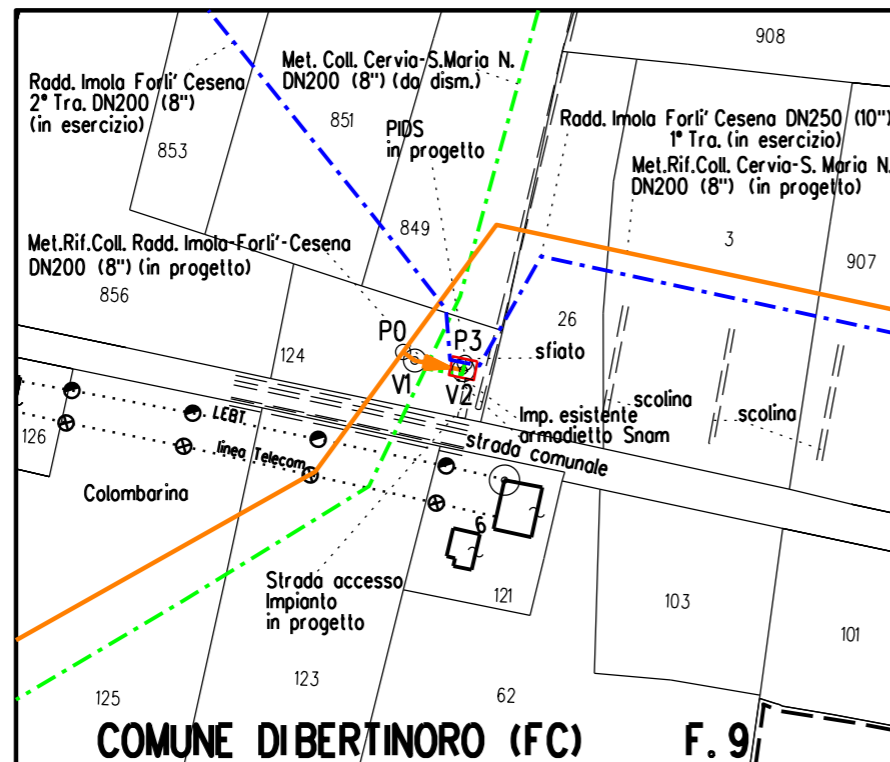 908
Met. Coll. Cervia-S.Maria N.
DN200 (8") (da dism.)
Radd. Imola Forli' Cesena
2° Tra. DN200 (8")
(in esercizio)
851
853
PIDS
in progetto
Radd. Imola Forli' Cesena DN250 (10")
1° Tra. (in esercizio)
Met.Rif.Coll. Cervia-S. Maria N.
DN200 (8") (in progetto)
849
3
907
Met.Rif.Coll. Radd. Imola-Forli'-Cesena
DN200 (8") (in progetto)
856
26
124
P0
P3
sfiato
V1
V2
scolina
scolina
Imp. esistente
armadietto Snam
strada comunale
LEBT
linea Telecom
126
Colombarina
6
Strada accesso
Impianto
in progetto
121
103
101
125
123
62
COMUNE DI BERTINORO (FC) F. 9